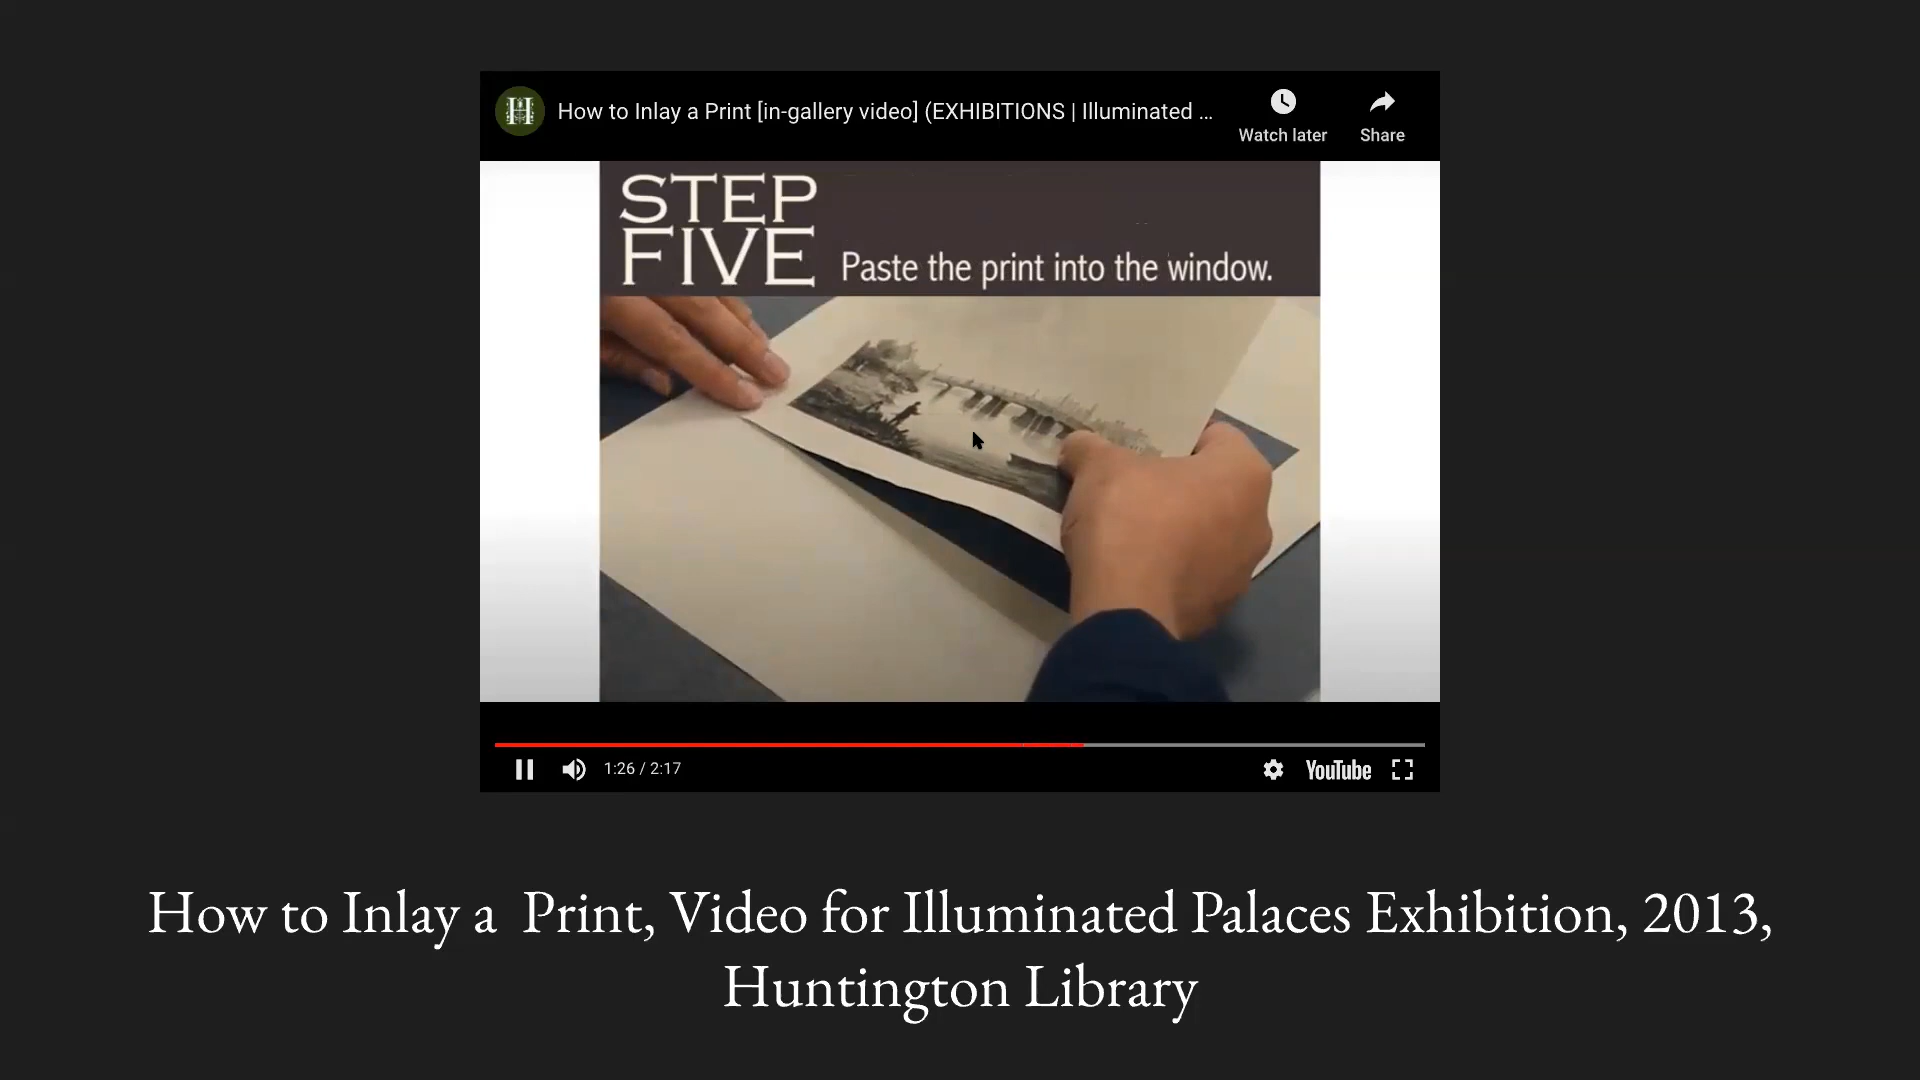 H
How to Inlay a Print [in-gallery video] (EXHIBITIONS | Illuminated ...
Watch later
Share
STEP
FIVE
Paste the print into the window.
1:26 / 2:17
YouTube
How to Inlay a Print, Video for Illuminated Palaces Exhibition, 2013,
Huntington Library